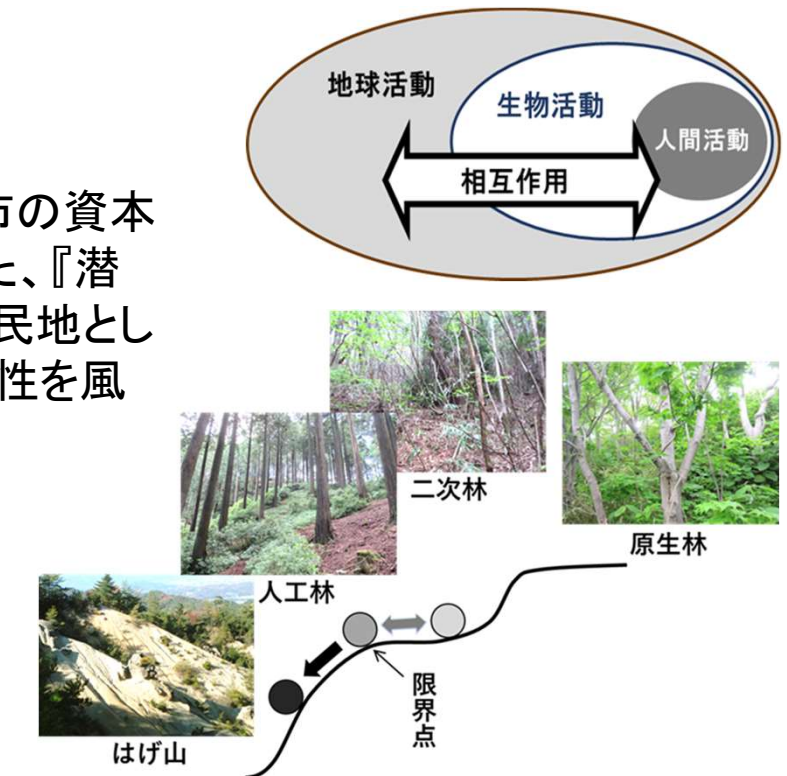 地球活動
生物活動
人間活動
相互作用
市の資本
た、『潜
民地とし
性を風
二次林
原生林
人工林
限界点
はげ山